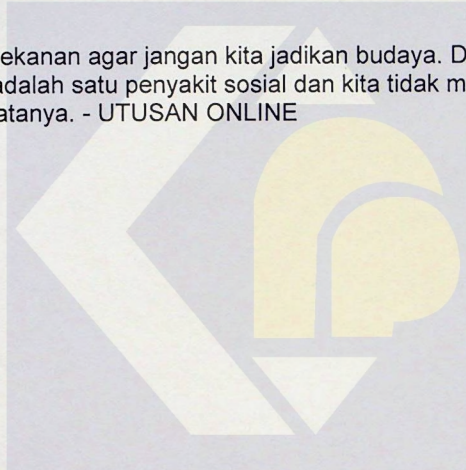 ekanan agar jangan kita jadikan budaya. D
adalah satu penyakit sosial dan kita tidak m
atanya. - UTUSAN ONLINE